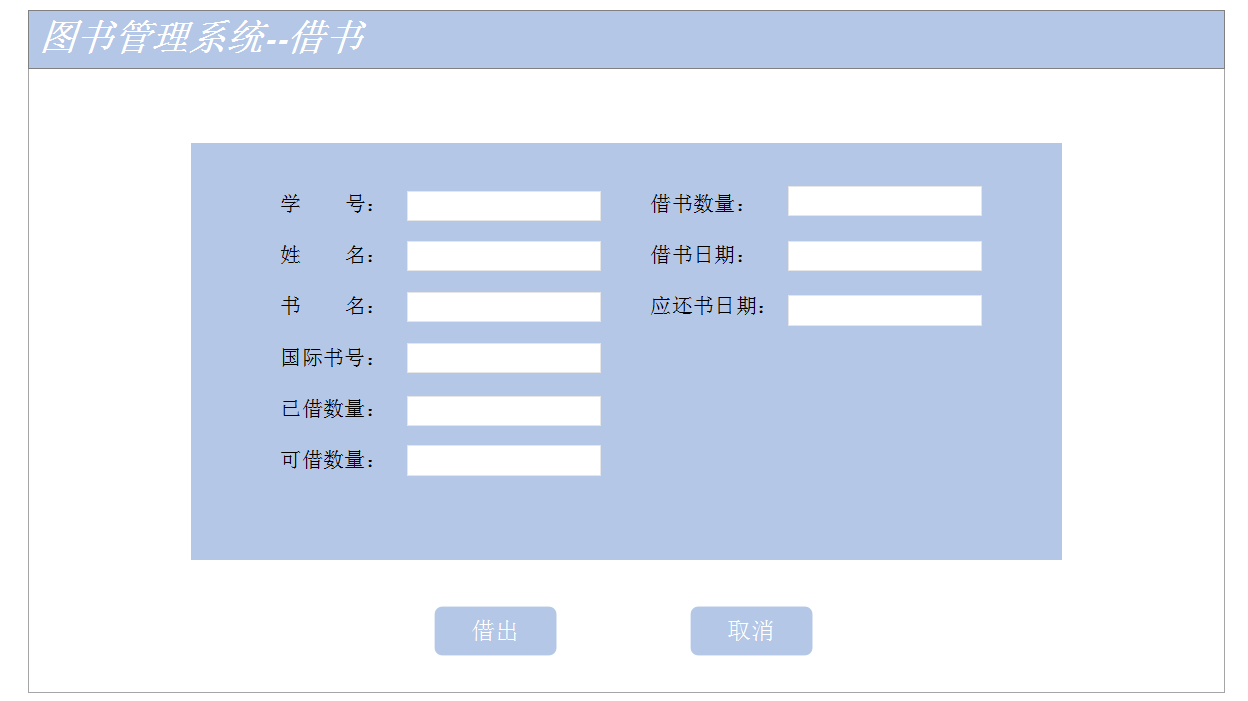 图书管理系统--借书
学 号： 借书数量：
姓 名： 借书日期：
书 名： 应还书日期：
国际书号：
已借数量：
可借数量：
借出 取消